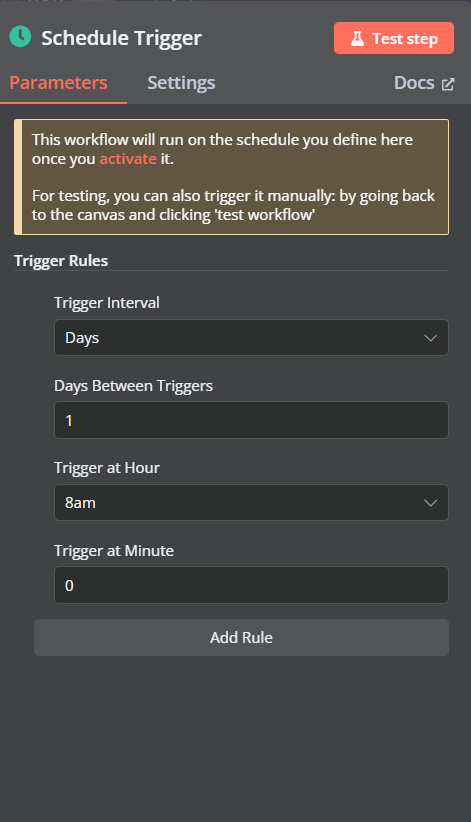 Schedule Trigger
Test step
Parameters
Settings
Docs
This workflow will run on the schedule you define here
once you activate it.
For testing, you can also trigger it manually: by going back
to the canvas and clicking 'test workflow'
Trigger Rules
Trigger Interval
Days
Days Between Triggers
1
Trigger at Hour
8am
Trigger at Minute
0
Add Rule